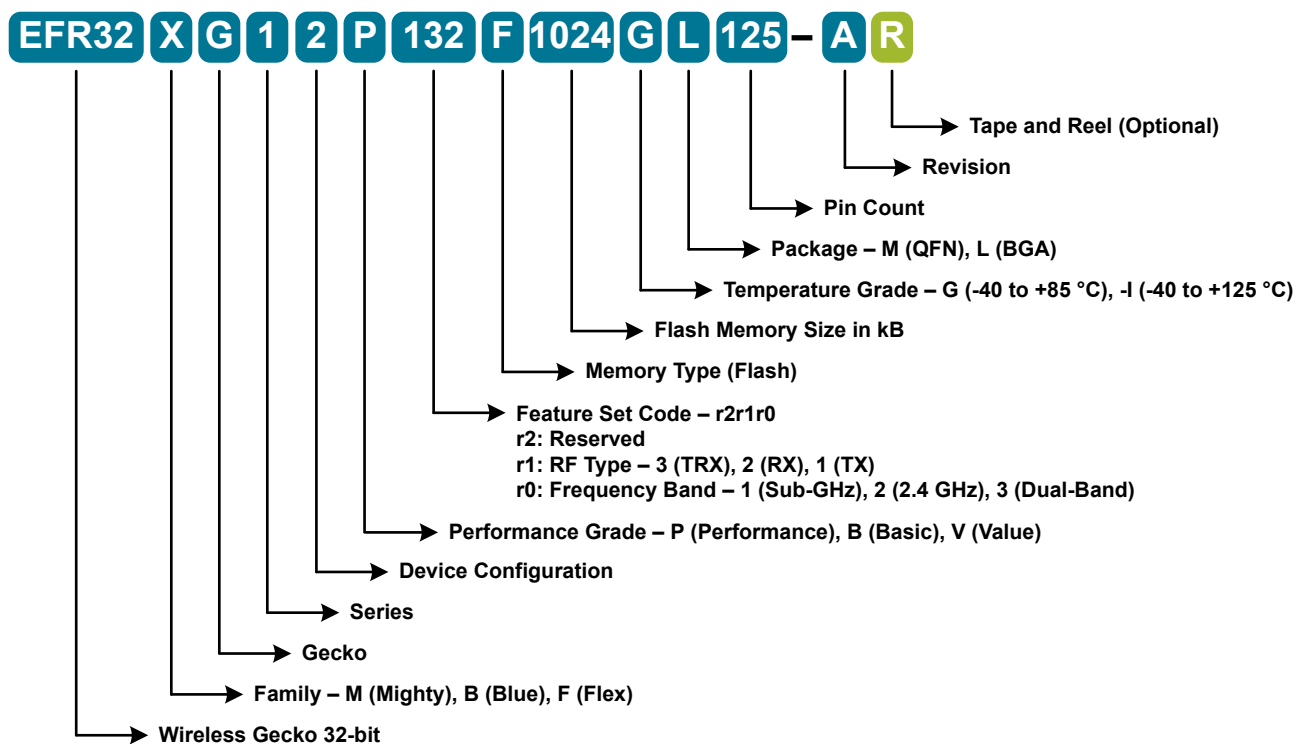 EFR32 X G 1 2 P 132 F 1024 G L 125 – A R
Tape and Reel (Optional)
Revision
Pin Count
Package – M (QFN), L (BGA)
Temperature Grade – G (-40 to +85 °C), -I (-40 to +125 °C)
Flash Memory Size in kB
Memory Type (Flash)
Feature Set Code – r2r1r0
r2: Reserved
r1: RF Type – 3 (TRX), 2 (RX), 1 (TX)
r0: Frequency Band – 1 (Sub-GHz), 2 (2.4 GHz), 3 (Dual-Band)
Performance Grade – P (Performance), B (Basic), V (Value)
Device Configuration
Series
Gecko
Family – M (Mighty), B (Blue), F (Flex)
Wireless Gecko 32-bit